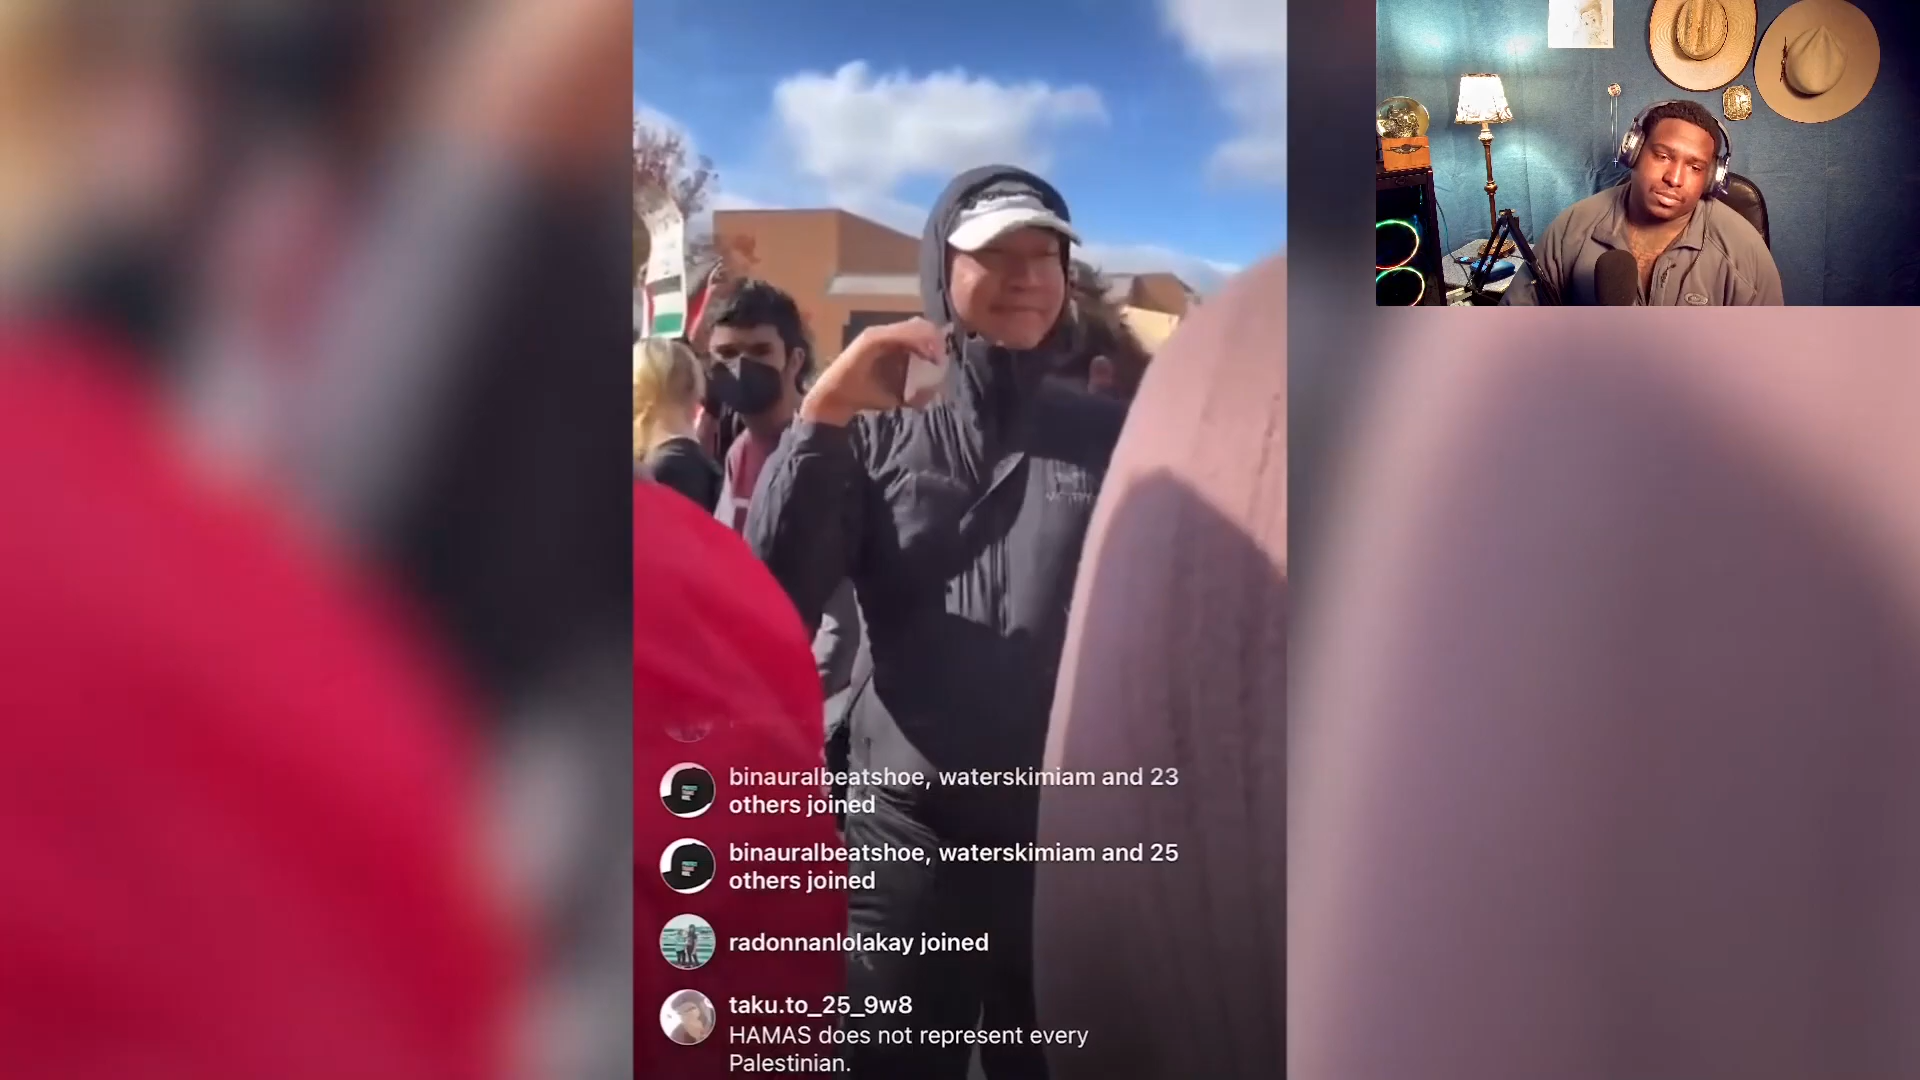 binauralbeatshoe, waterskimiam and 23
others joined
binauralbeatshoe, waterskimiam and 25
others joined
radonnanlolakay joined
taku.to_25_9w8
HAMAS does not represent every
Palestinian.